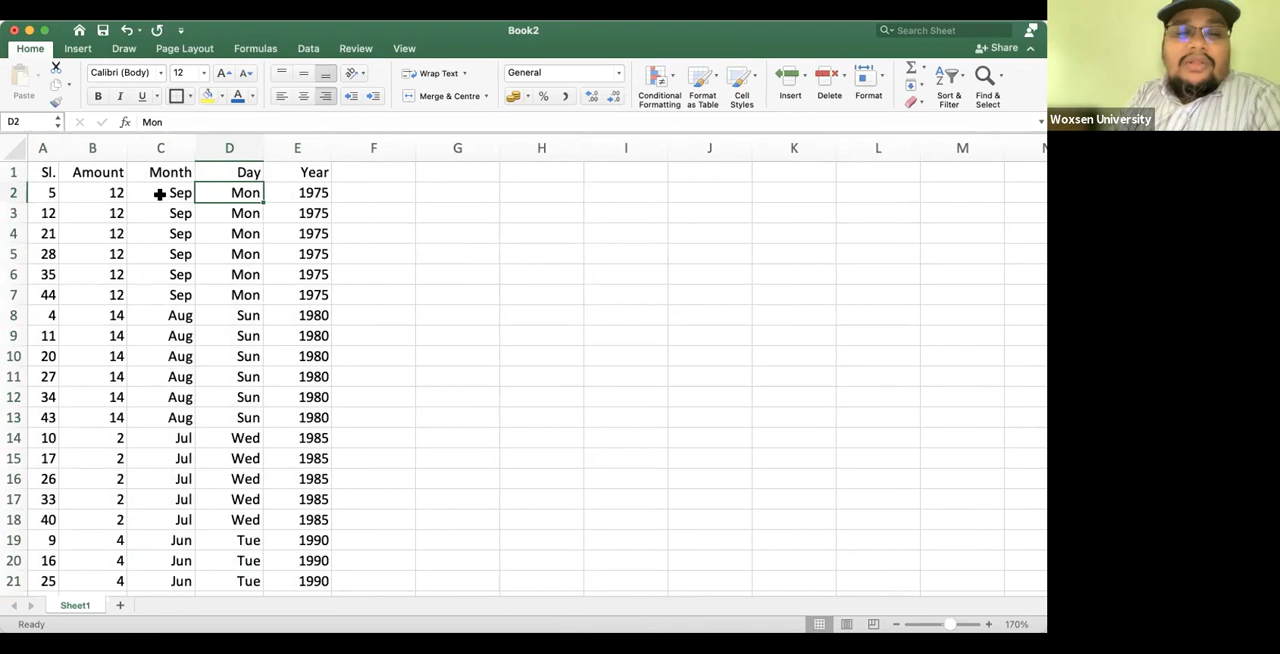 Book2
Search Sheet
Home Insert Draw Page Layout Formulas Data Review View
Share
Paste
Calibri (Body) 12
Wrap Text
General
Merge & Centre
Conditional Formatting
Format as Table
Cell Styles
Insert
Delete
Format
Sort & Filter
Find & Select
D2 fx Mon
Woxsen University
A B C D E F G H I J K L M N
1 Sl. Amount Month Day Year
2 5 12 Sep Mon 1975
3 12 12 Sep Mon 1975
4 21 12 Sep Mon 1975
5 28 12 Sep Mon 1975
6 35 12 Sep Mon 1975
7 44 12 Sep Mon 1975
8 4 14 Aug Sun 1980
9 11 14 Aug Sun 1980
10 20 14 Aug Sun 1980
11 27 14 Aug Sun 1980
12 34 14 Aug Sun 1980
13 43 14 Aug Sun 1980
14 10 2 Jul Wed 1985
15 17 2 Jul Wed 1985
16 26 2 Jul Wed 1985
17 33 2 Jul Wed 1985
18 40 2 Jul Wed 1985
19 9 4 Jun Tue 1990
20 16 4 Jun Tue 1990
21 25 4 Jun Tue 1990
Sheet1 +
Ready
170%